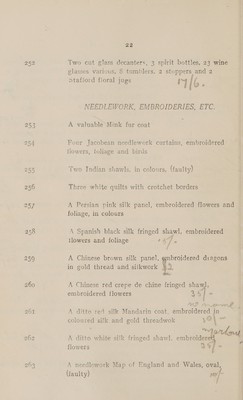 22
252 Two cut glass decanters, 3 spirit bottles, 23 wine
glasses various, 8 tumblers, 2 stoppers and 2
floral jugs 17/6.
NEEDLEWORK, EMBROIDERIES, ETC.
253 A valuable Mink fur coat
254 Four Jacobean needlework curtains, embroidered
flowers, foliage and birds
255 Two Indian shawls, in colours, (faulty)
256 Three white quilts with crotchet borders
257 A Persian pink silk panel, embroidered flowers and
foliage, in colours
258 A Spanish black silk fringed shawl, embroidered
flowers and foliage
259 A Chinese brown silk panel, embroidered dragons
in gold thread and silkwork
260 A Chinese red crepe de chine fringed shawl,
embroidered flowers 35/-
261 A ditto red silk Mandarin coat, embroidered in
coloured silk and gold threadwork
262 A ditto white silk fringed shawl, embroidered
flowers 35/-
263 A needlework Map of England and Wales, oval,
(faulty)